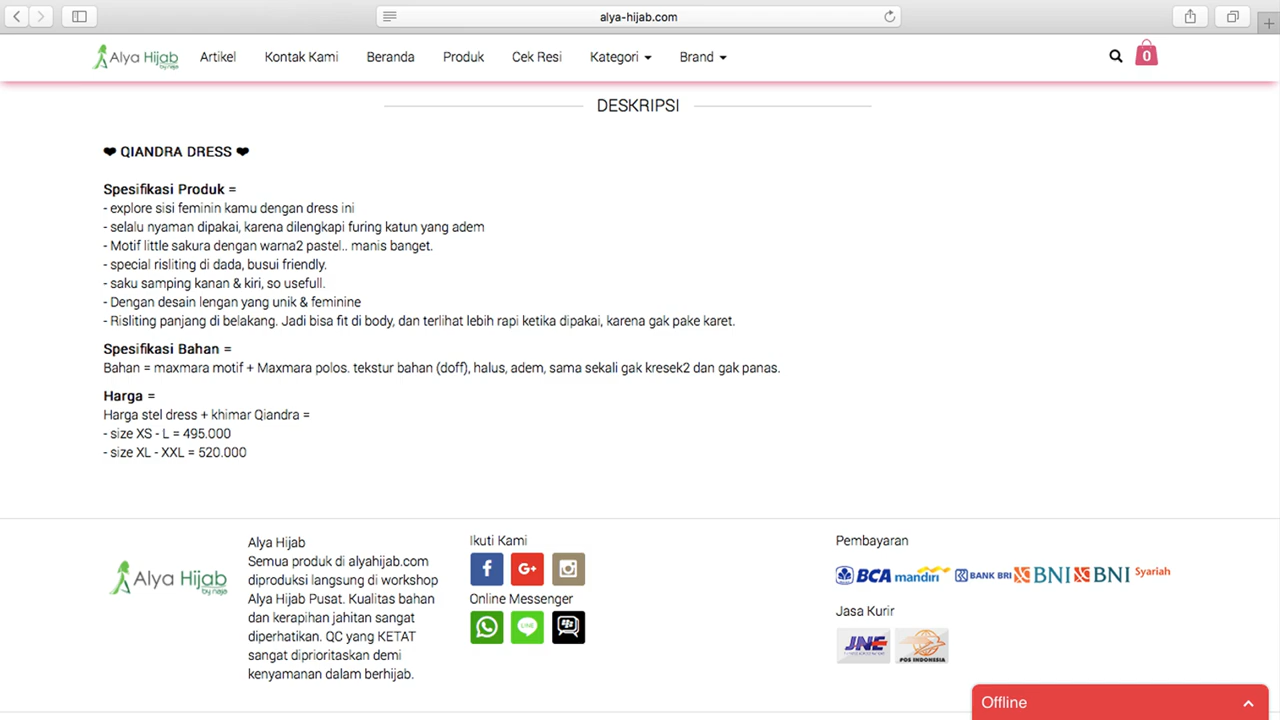 alya-hijab.com
Alya Hijab by naja Artikel Kontak Kami Beranda Produk Cek Resi Kategori Brand 0
DESKRIPSI
❤ QIANDRA DRESS ❤
Spesifikasi Produk =
- explore sisi feminin kamu dengan dress ini
- selalu nyaman dipakai, karena dilengkapi furing katun yang adem
- Motif little sakura dengan warna2 pastel.. manis banget.
- special risliting di dada, busui friendly.
- saku samping kanan & kiri, so usefull.
- Dengan desain lengan yang unik & feminine
- Risliting panjang di belakang. Jadi bisa fit di body, dan terlihat lebih rapi ketika dipakai, karena gak pake karet.
Spesifikasi Bahan =
Bahan = maxmara motif + Maxmara polos. tekstur bahan (doff), halus, adem, sama sekali gak kresek2 dan gak panas.
Harga =
Harga stel dress + khimar Qiandra =
- size XS - L = 495.000
- size XL - XXL = 520.000
Alya Hijab by naja
Alya Hijab
Semua produk di alyahijab.com
diproduksi langsung di workshop
Alya Hijab Pusat. Kualitas bahan
dan kerapihan jahitan sangat
diperhatikan. QC yang KETAT
sangat diprioritaskan demi
kenyamanan dalam berhijab.
Ikuti Kami
f G+
Online Messenger
LINE
Pembayaran
BCA mandiri BANK BRI BNI BNI Syariah
Jasa Kurir
JNE POS INDONESIA
Offline